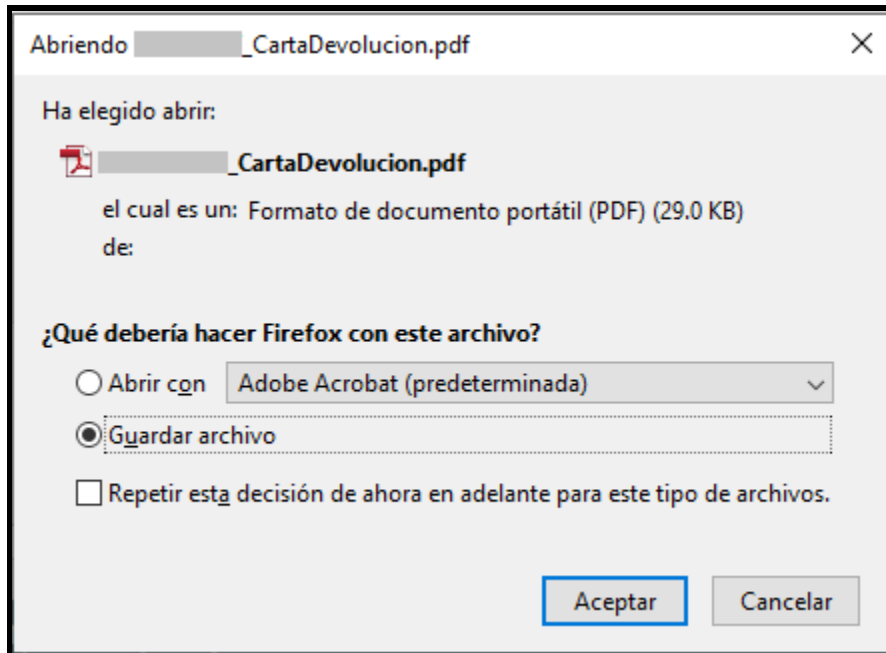 Abriendo _CartaDevolucion.pdf
Ha elegido abrir:
_CartaDevolucion.pdf
el cual es un: Formato de documento portátil (PDF) (29.0 KB)
de:
¿Qué debería hacer Firefox con este archivo?
Abrir con Adobe Acrobat (predeterminada)
Guardar archivo
Repetir esta decisión de ahora en adelante para este tipo de archivos.
Aceptar Cancelar